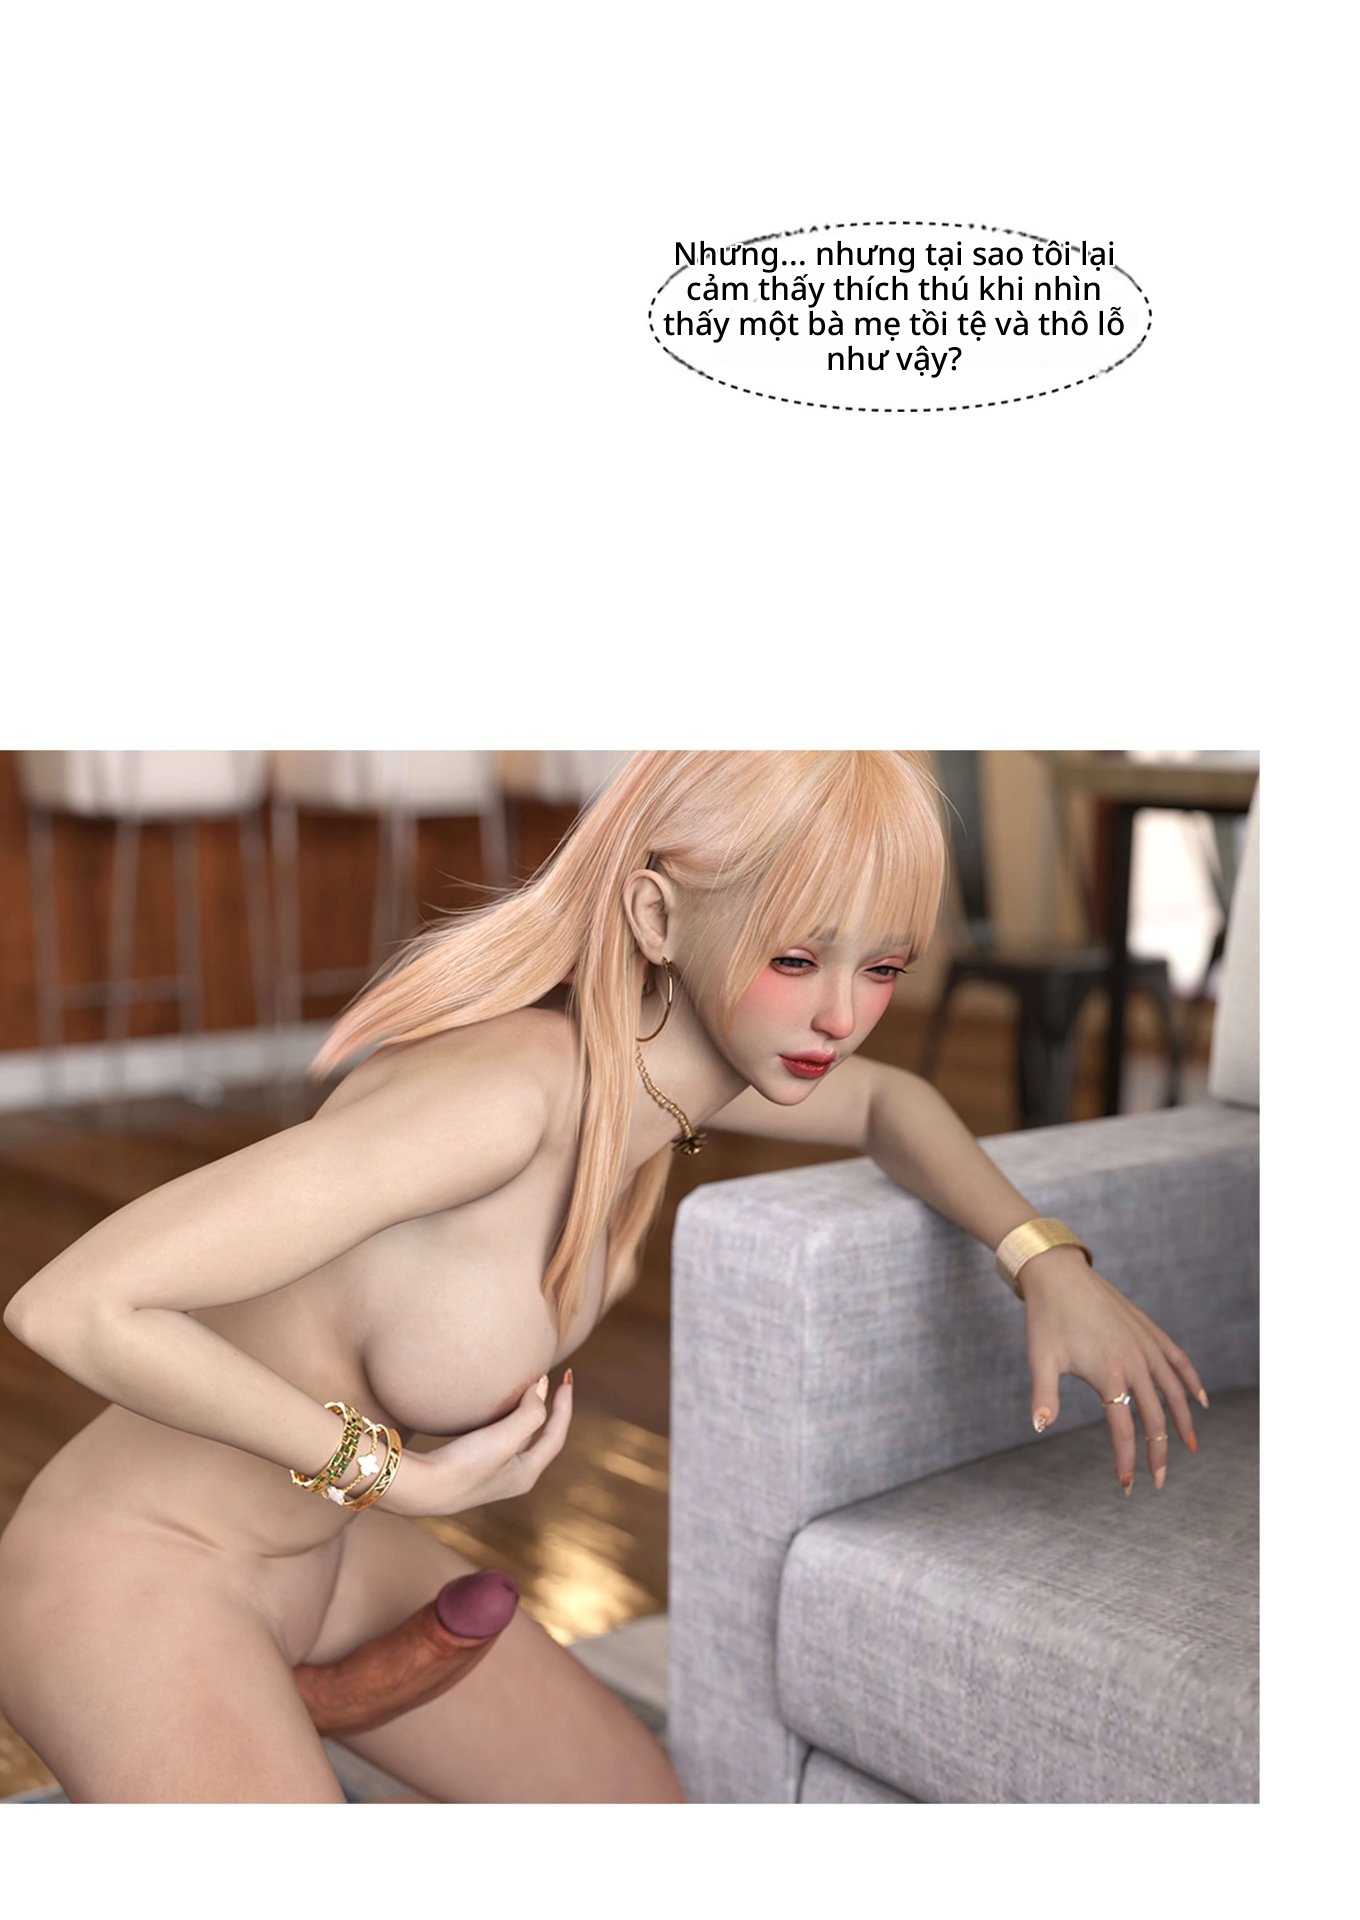 Nhưng... nhưng tại sao tôi lại
cảm thấy thích thú khi nhìn
thấy một bà mẹ tồi tệ và thô lỗ
như vậy?